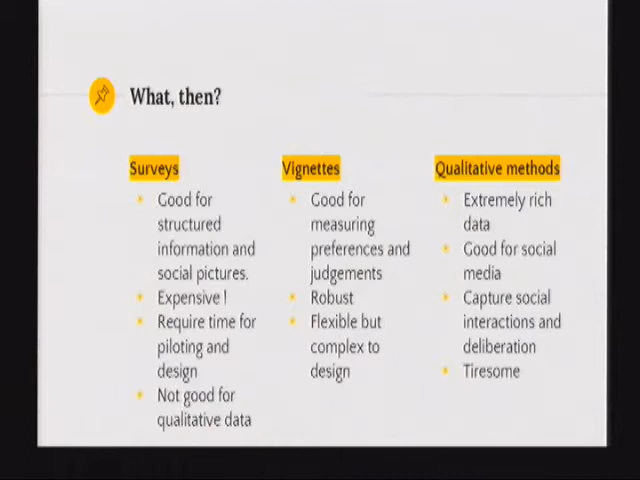 What, then?
Surveys
Good for
structured
information and
social pictures.
Expensive !
Require time for
piloting and
design
Not good for
qualitative data
Vignettes
Good for
measuring
preferences and
judgements
Robust
Flexible but
complex to
design
Qualitative methods
Extremely rich
data
Good for social
media
Capture social
interactions and
deliberation
Tiresome